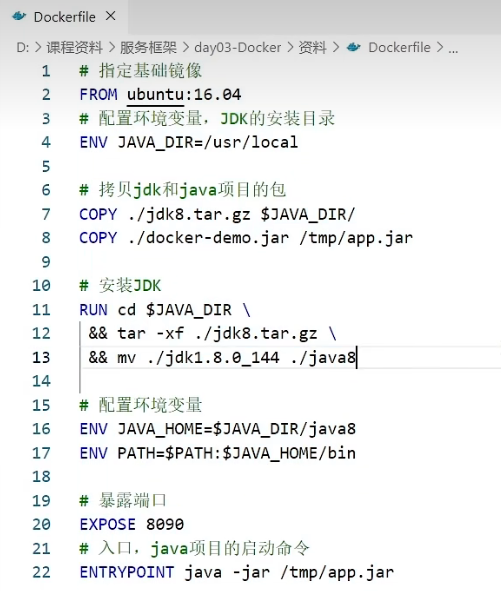 Dockerfile ×
D: > 课程资料 > 服务框架 > day03-Docker > 资料 > Dockerfile > ...
1 # 指定基础镜像
2 FROM ubuntu:16.04
3 # 配置环境变量，JDK的安装目录
4 ENV JAVA_DIR=/usr/local
5
6 # 拷贝jdk和java项目的包
7 COPY ./jdk8.tar.gz $JAVA_DIR/
8 COPY ./docker-demo.jar /tmp/app.jar
9
10 # 安装JDK
11 RUN cd $JAVA_DIR \
12 && tar -xf ./jdk8.tar.gz \
13 && mv ./jdk1.8.0_144 ./java8
14
15 # 配置环境变量
16 ENV JAVA_HOME=$JAVA_DIR/java8
17 ENV PATH=$PATH:$JAVA_HOME/bin
18
19 # 暴露端口
20 EXPOSE 8090
21 # 入口，java项目的启动命令
22 ENTRYPOINT java -jar /tmp/app.jar